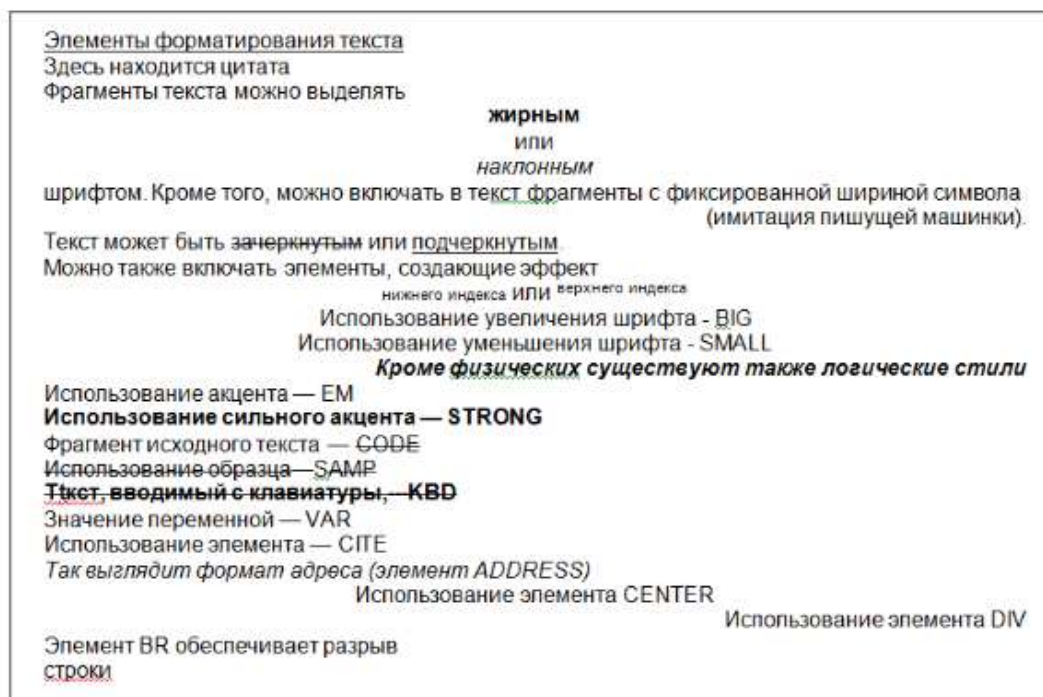 Элементы форматирования текста
Здесь находится цитата
Фрагменты текста можно выделять
жирным
или
наклонным
шрифтом. Кроме того, можно включать в текст фрагменты с фиксированной шириной символа
(имитация пишущей машинки).
Текст может быть зачеркнутым или подчеркнутым.
Можно также включать элементы, создающие эффект
нижнего индекса или верхнего индекса
Использование увеличения шрифта - BIG
Использование уменьшения шрифта - SMALL
Кроме физических существуют также логические стили
Использование акцента — EM
Использование сильного акцента — STRONG
Фрагмент исходного текста — CODE
Использование образца—SAMP
Ttкст, вводимый с клавиатуры,—KBD
Значение переменной — VAR
Использование элемента — CITE
Так выглядит формат адреса (элемент ADDRESS)
Использование элемента CENTER
Использование элемента DIV
Элемент BR обеспечивает разрыв
строки